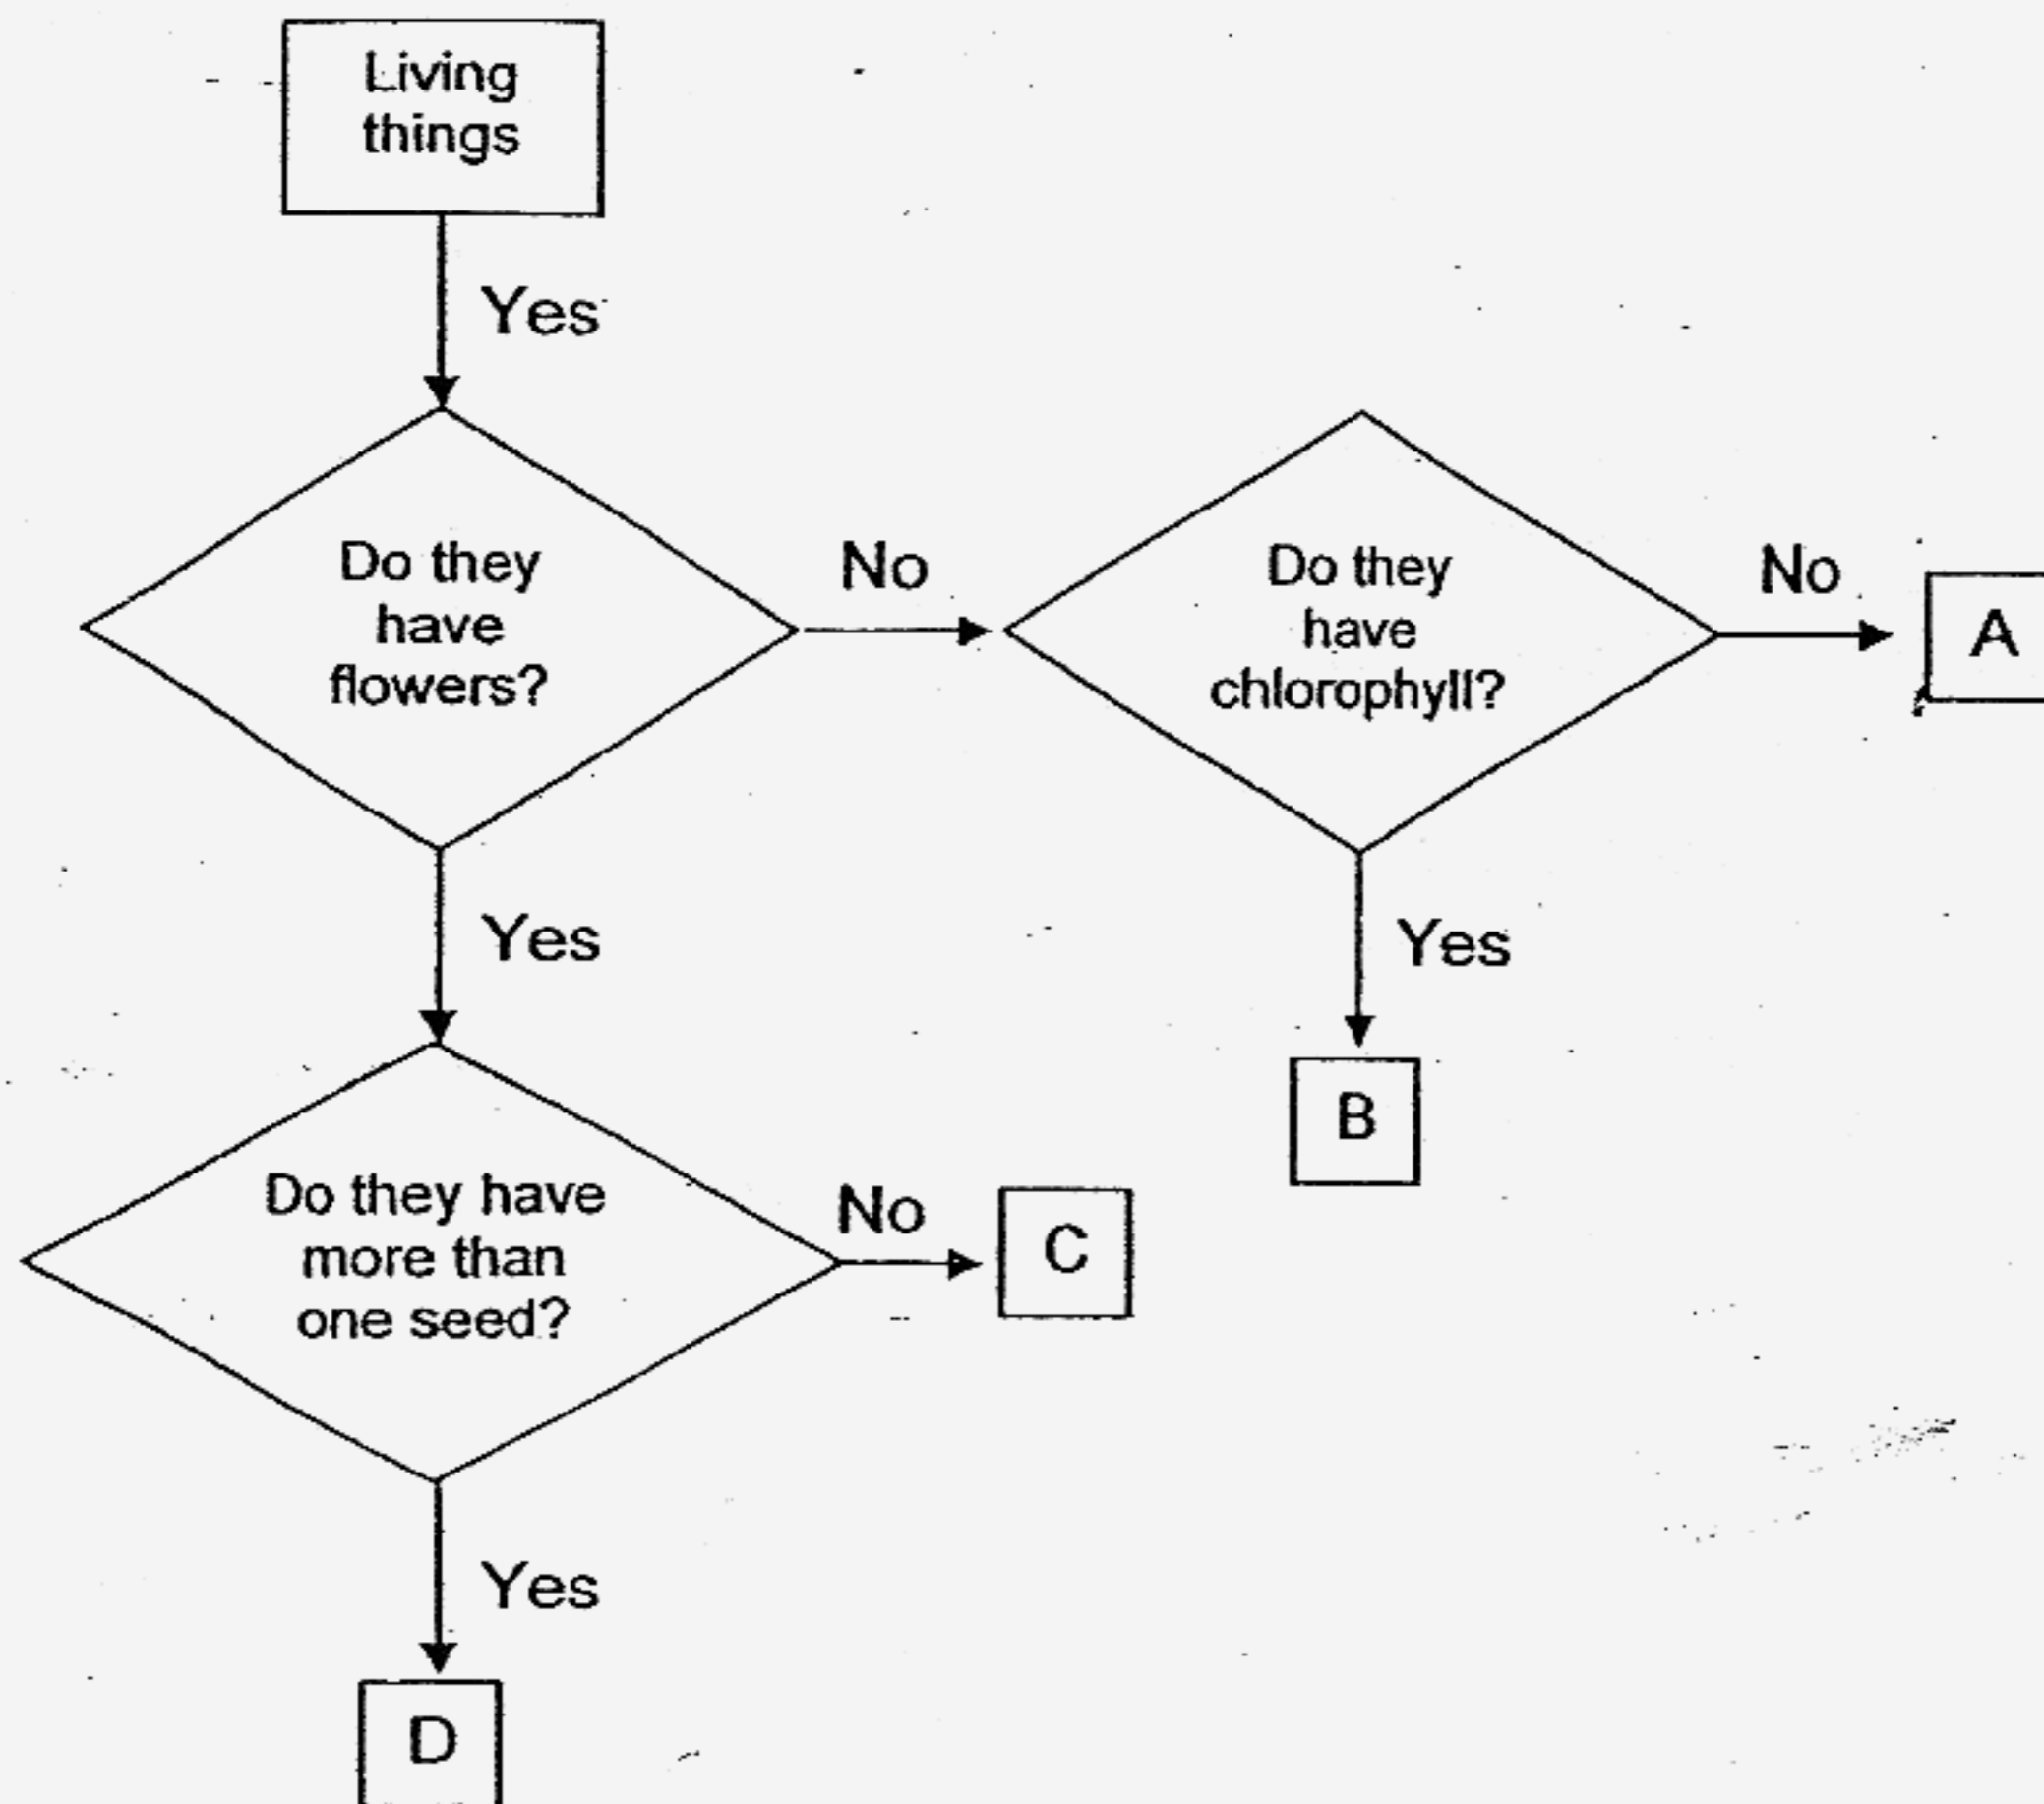 Living
things
Yes
Do they
have
flowers?
No
Do they
have
chlorophyll?
No
A
Yes
Yes
B
Do they have
more than
one seed?
No
C
Yes
D